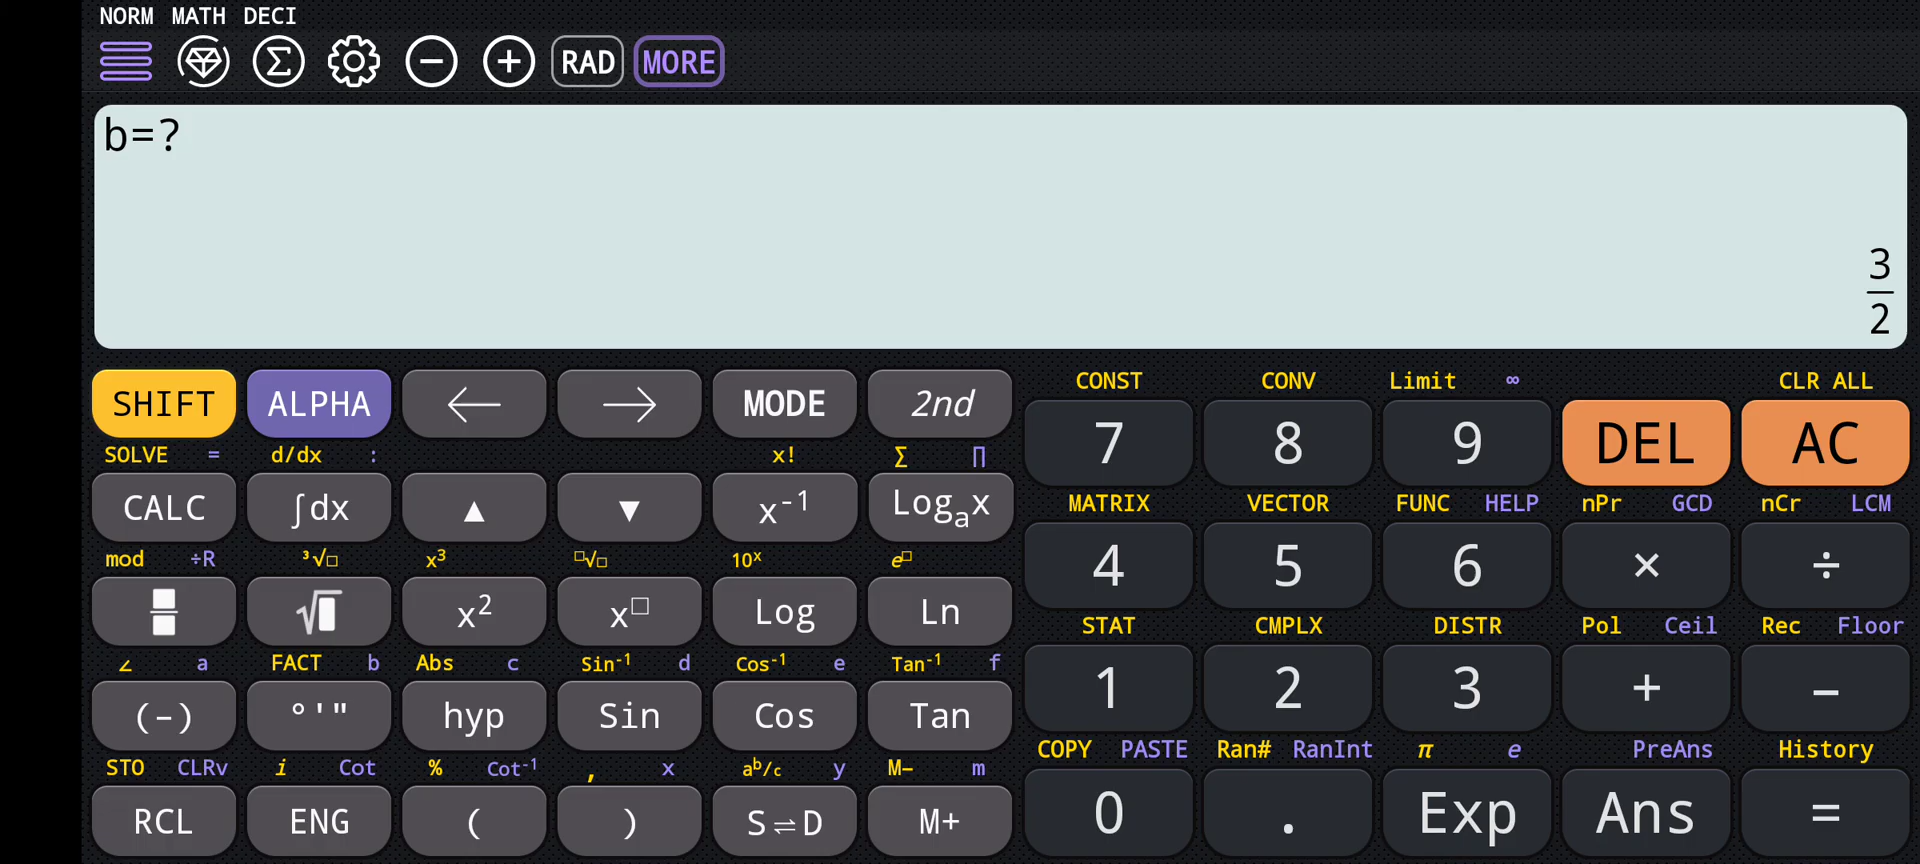 NORM MATH DECI
RAD MORE
b=?
3
2
CONST CONV Limit ∞ CLR ALL
SHIFT ALPHA ← → MODE 2nd
7 8 9 DEL AC
SOLVE = d/dx : x! ∑ ∏
CALC ∫dx ▲ ▼ x⁻¹ Logₐx
MATRIX VECTOR FUNC HELP nPr GCD nCr LCM
4 5 6 × ÷
mod ÷R ³√□ x³ □√□ 10ˣ e□
√ x² x□ Log Ln
STAT CMPLX DISTR Pol Ceil Rec Floor
1 2 3 + −
∠ a FACT b Abs c Sin⁻¹ d Cos⁻¹ e Tan⁻¹ f
(-) °'" hyp Sin Cos Tan
COPY PASTE Ran# RanInt π e PreAns History
STO CLRv i Cot % Cot⁻¹ , x aᵇ/c y M− m
RCL ENG ( ) S⇌D M+
0 . Exp Ans =